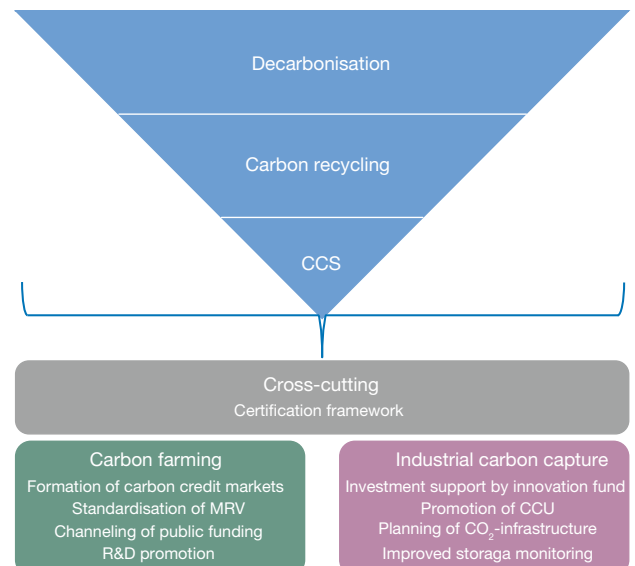 Decarbonisation
Carbon recycling
CCS
Cross-cutting
Certification framework
Carbon farming
Formation of carbon credit markets
Standardisation of MRV
Channeling of public funding
R&D promotion
Industrial carbon capture
Investment support by innovation fund
Promotion of CCU
Planning of CO₂-infrastructure
Improved storaga monitoring